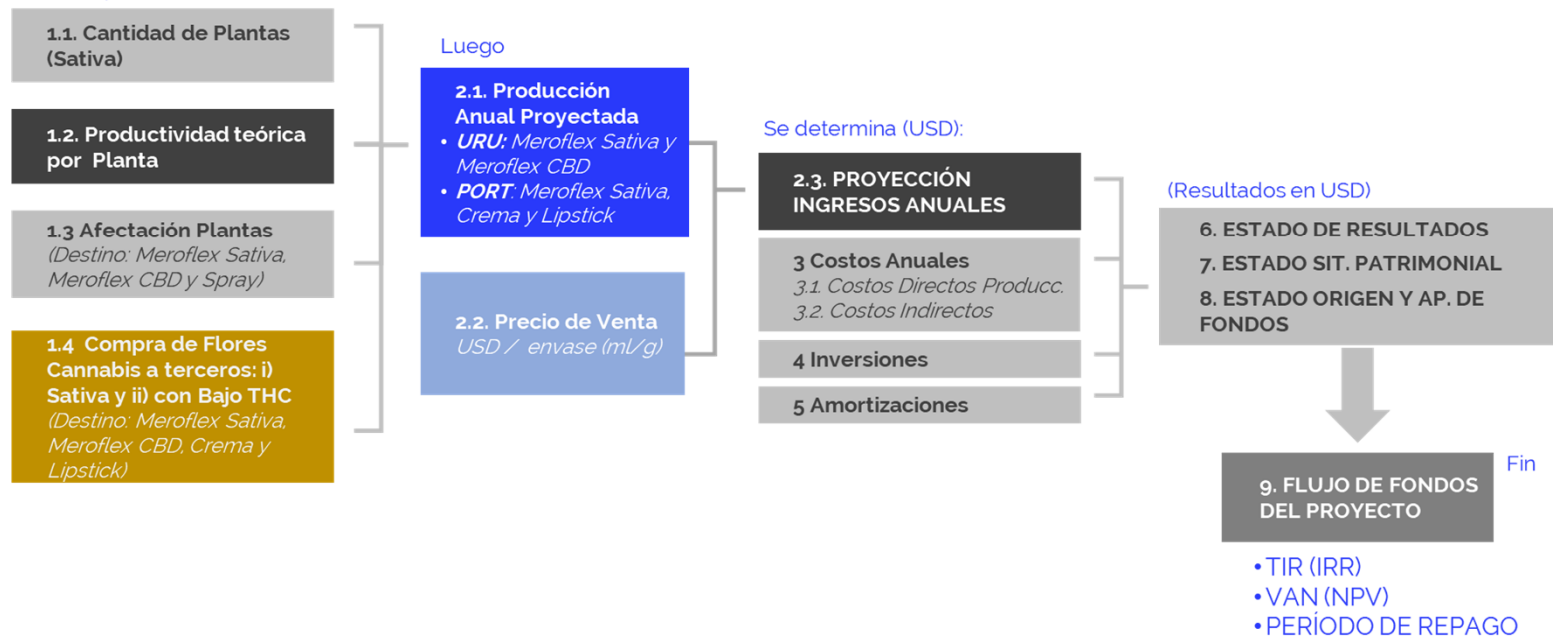 1.1. Cantidad de Plantas
(Sativa)
1.2. Productividad teórica
por Planta
1.3 Afectación Plantas
(Destino: Meroflex Sativa,
Meroflex CBD y Spray)
1.4 Compra de Flores
Cannabis a terceros: i)
Sativa y ii) con Bajo THC
(Destino: Meroflex Sativa,
Meroflex CBD, Crema y
Lipstick)
Luego
2.1. Producción
Anual Proyectada
• URU: Meroflex Sativa y
Meroflex CBD
• PORT: Meroflex Sativa,
Crema y Lipstick
2.2. Precio de Venta
USD / envase (ml/g)
Se determina (USD):
2.3. PROYECCIÓN
INGRESOS ANUALES
3 Costos Anuales
3.1. Costos Directos Producc.
3.2. Costos Indirectos
4 Inversiones
5 Amortizaciones
(Resultados en USD)
6. ESTADO DE RESULTADOS
7. ESTADO SIT. PATRIMONIAL
8. ESTADO ORIGEN Y AP. DE
FONDOS
Fin
9. FLUJO DE FONDOS
DEL PROYECTO
• TIR (IRR)
• VAN (NPV)
• PERÍODO DE REPAGO